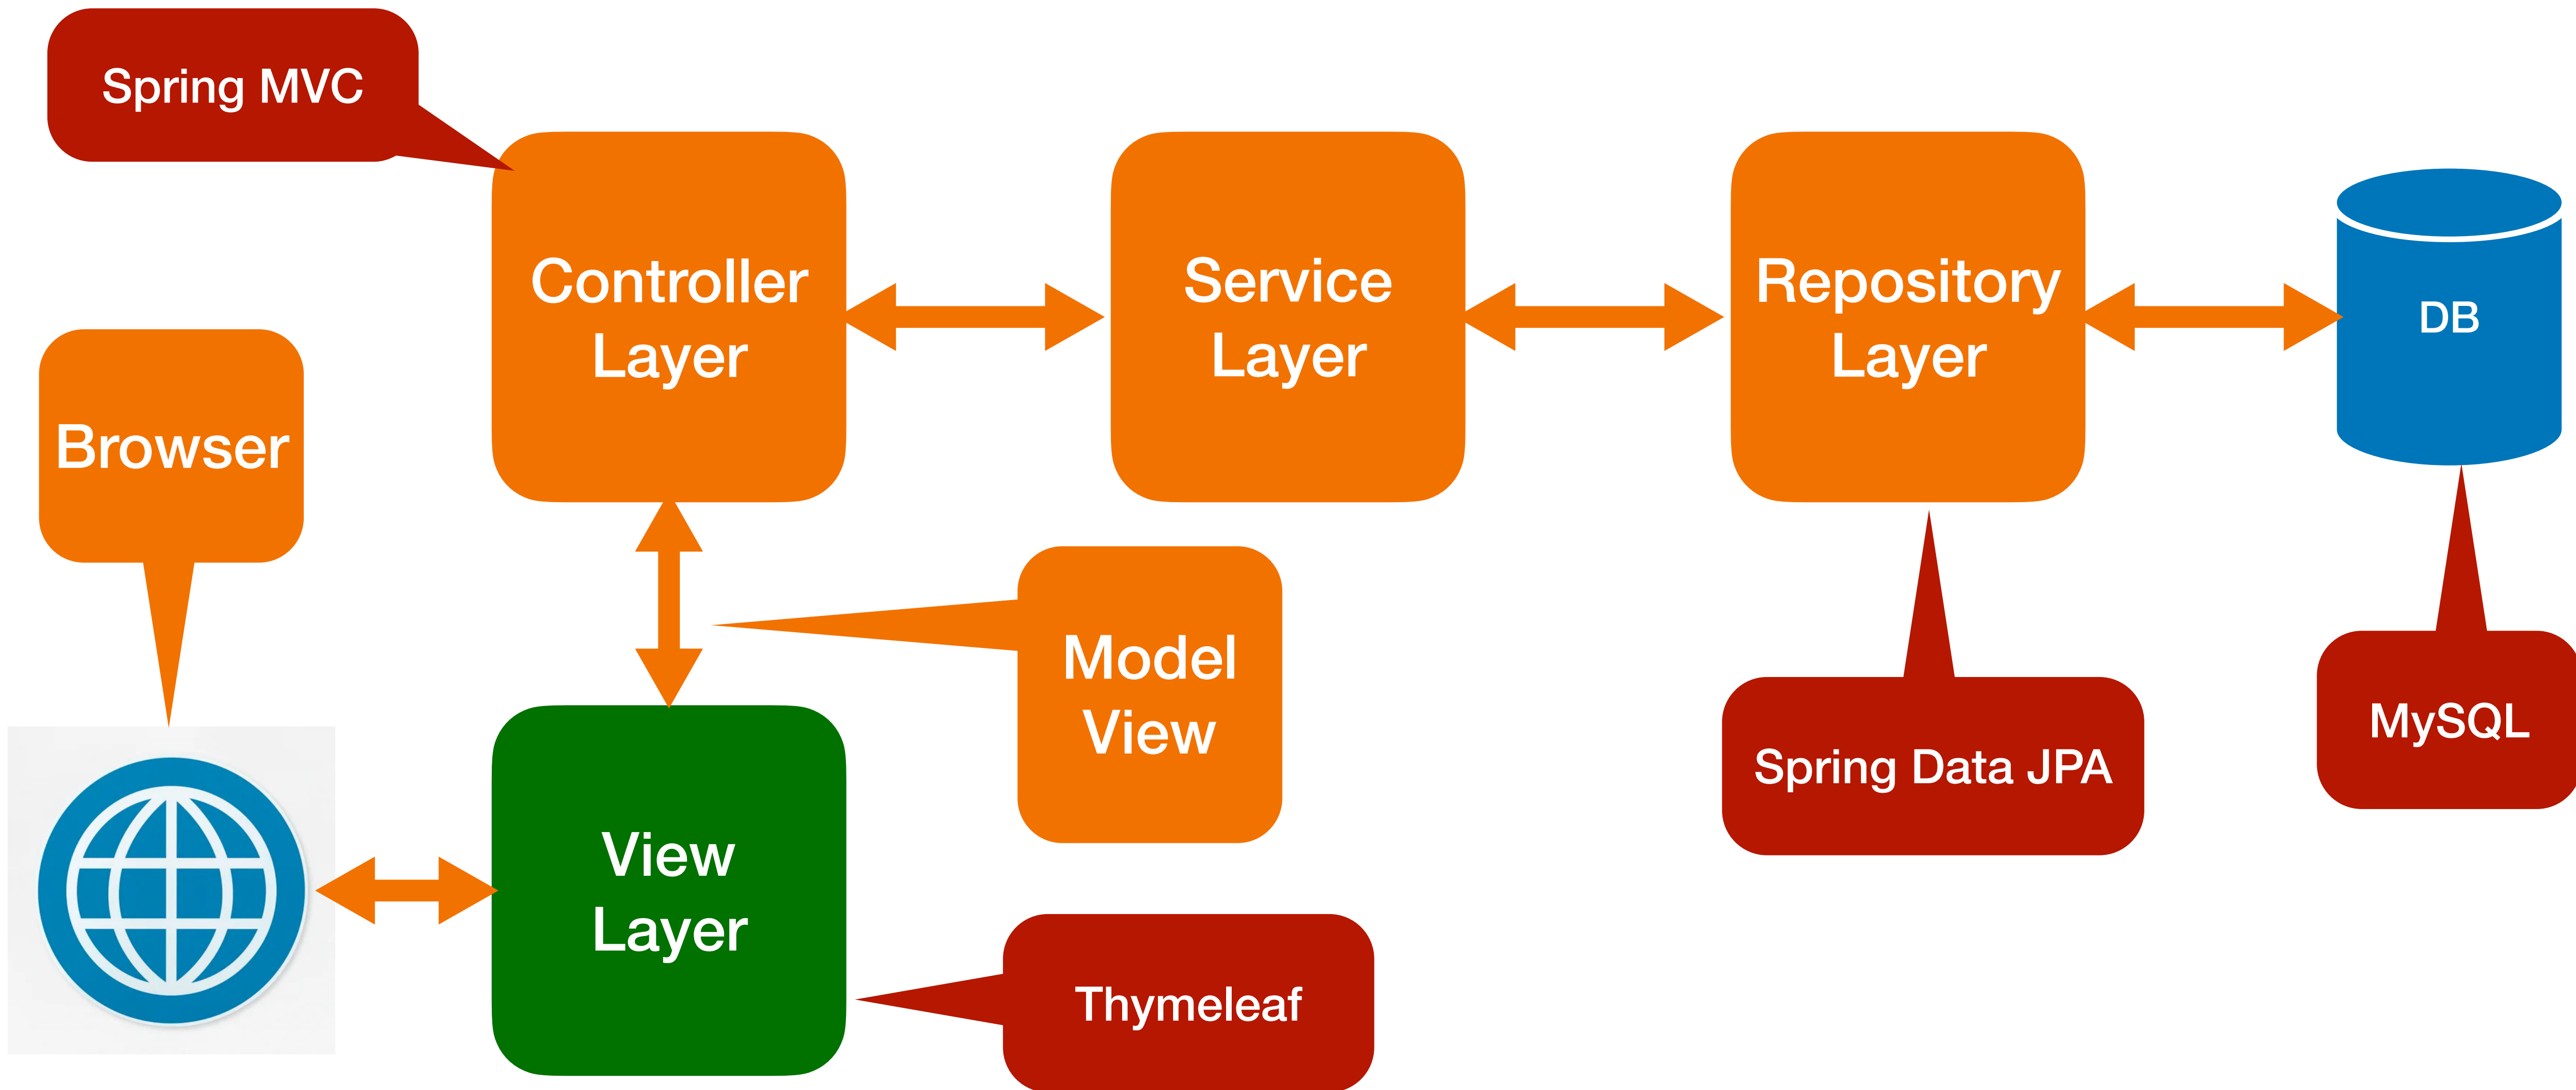 Spring MVC
Controller
Layer
Service
Layer
Repository
Layer
DB
Browser
Model
View
Spring Data JPA
MySQL
View
Layer
Thymeleaf